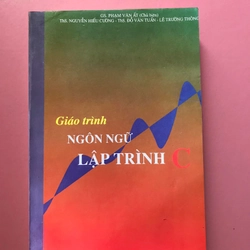 GS. PHẠM VĂN ẤT (Chủ biên)
ThS. NGUYỄN HIẾU CƯỜNG - ThS. ĐỖ VĂN TUẤN - LÊ TRƯỜNG THÔNG
Giáo trình
NGÔN NGỮ
LẬP TRÌNH C